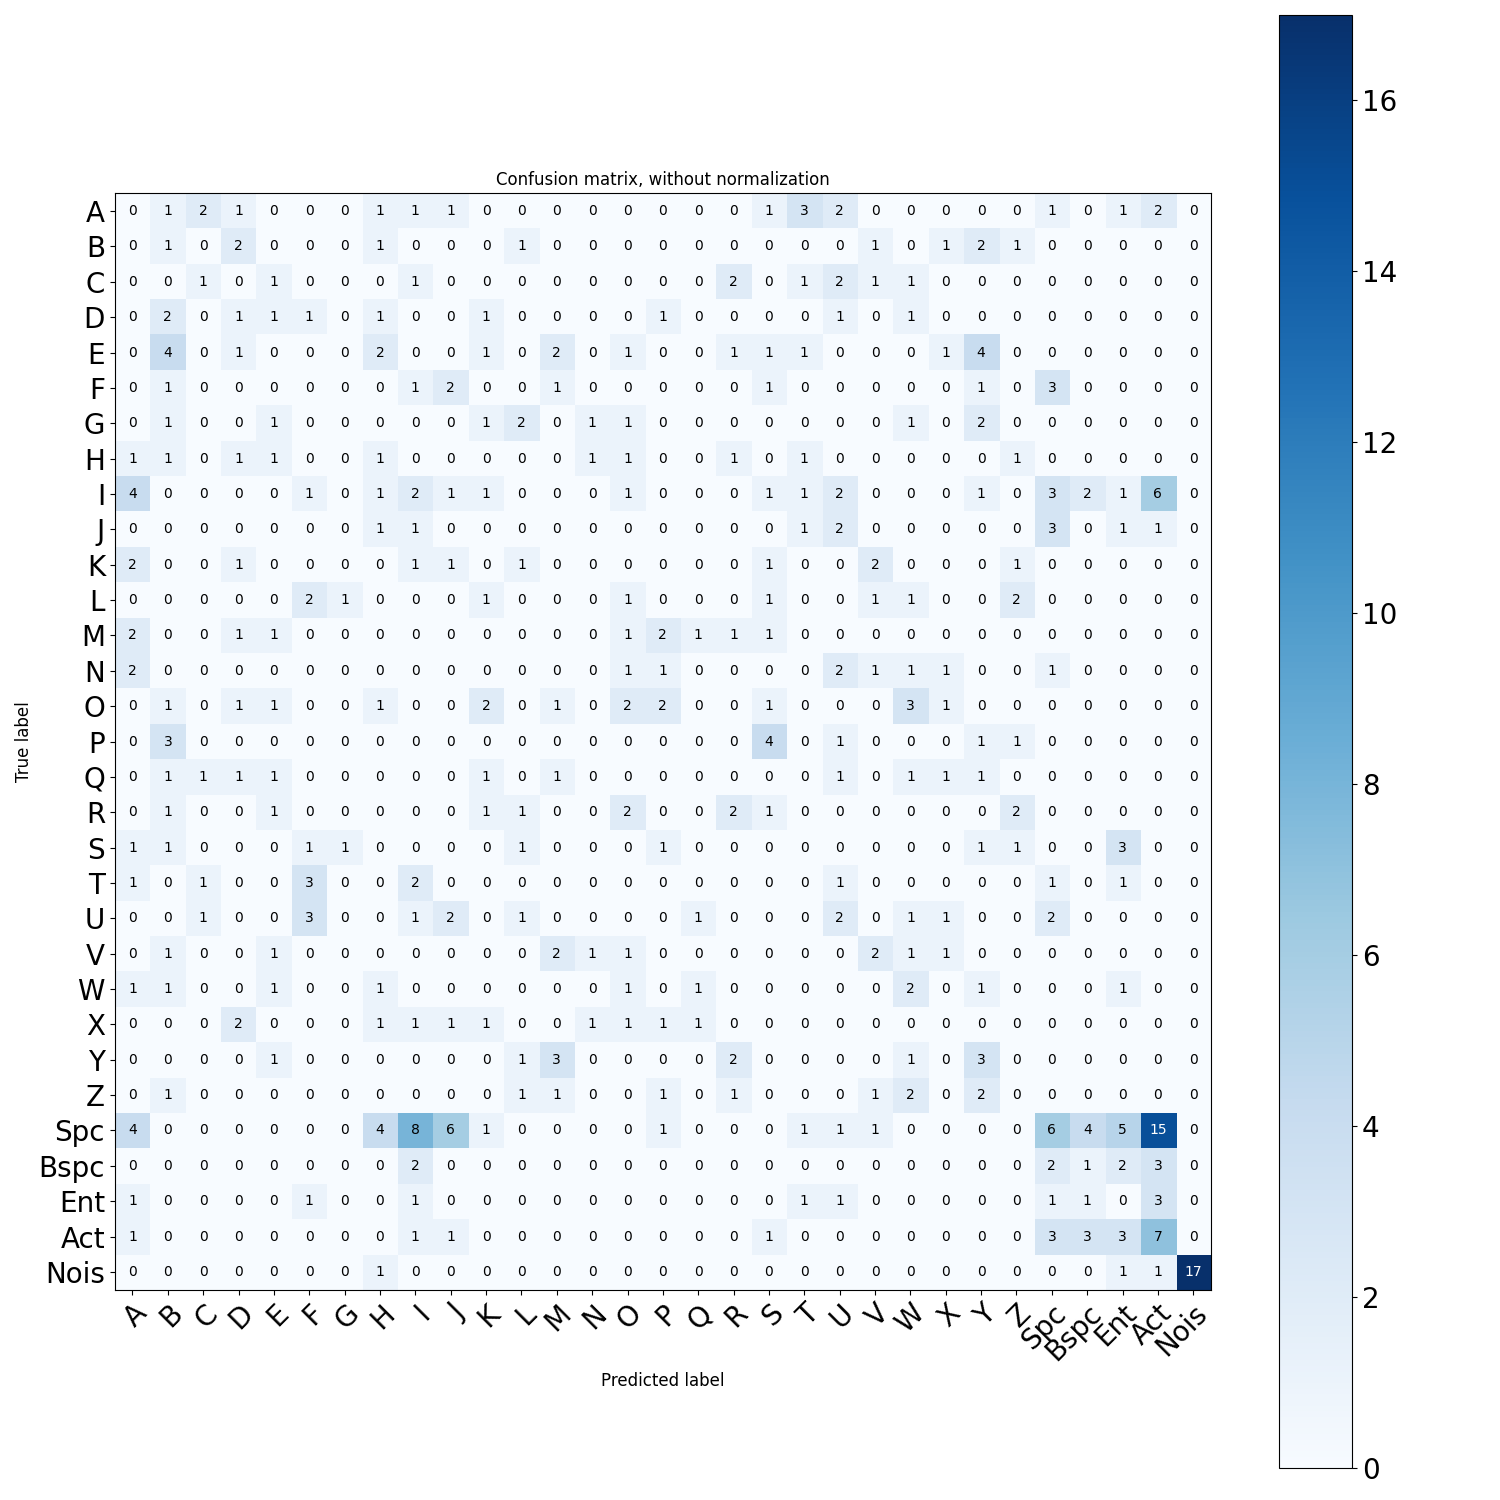 Confusion matrix, without normalization
A 0 1 2 1 0 0 0 1 1 1 0 0 0 0 0 0 0 0 1 3 2 0 0 0 0 0 1 0 1 2 0
B 0 1 0 2 0 0 0 1 0 0 0 1 0 0 0 0 0 0 0 0 0 1 0 1 2 1 0 0 0 0 0
C 0 0 1 0 1 0 0 0 1 0 0 0 0 0 0 0 0 2 0 1 2 1 1 0 0 0 0 0 0 0 0
D 0 2 0 1 1 1 0 1 0 0 1 0 0 0 0 1 0 0 0 0 1 0 1 0 0 0 0 0 0 0 0
E 0 4 0 1 0 0 0 2 0 0 1 0 2 0 1 0 0 1 1 1 0 0 0 1 4 0 0 0 0 0 0
F 0 1 0 0 0 0 0 0 1 2 0 0 1 0 0 0 0 0 1 0 0 0 0 0 1 0 3 0 0 0 0
G 0 1 0 0 1 0 0 0 0 0 1 2 0 1 1 0 0 0 0 0 0 0 1 0 2 0 0 0 0 0 0
H 1 1 0 1 1 0 0 1 0 0 0 0 0 1 1 0 0 1 0 1 0 0 0 0 0 1 0 0 0 0 0
I 4 0 0 0 0 1 0 1 2 1 1 0 0 0 1 0 0 0 1 1 2 0 0 0 1 0 3 2 1 6 0
J 0 0 0 0 0 0 0 1 1 0 0 0 0 0 0 0 0 0 0 1 2 0 0 0 0 0 3 0 1 1 0
K 2 0 0 1 0 0 0 0 1 1 0 1 0 0 0 0 0 0 1 0 0 2 0 0 0 1 0 0 0 0 0
L 0 0 0 0 0 2 1 0 0 0 1 0 0 0 1 0 0 0 1 0 0 1 1 0 0 2 0 0 0 0 0
M 2 0 0 1 1 0 0 0 0 0 0 0 0 0 1 2 1 1 1 0 0 0 0 0 0 0 0 0 0 0 0
N 2 0 0 0 0 0 0 0 0 0 0 0 0 0 1 1 0 0 0 0 2 1 1 1 0 0 1 0 0 0 0
O 0 1 0 1 1 0 0 1 0 0 2 0 1 0 2 2 0 0 1 0 0 0 3 1 0 0 0 0 0 0 0
P 0 3 0 0 0 0 0 0 0 0 0 0 0 0 0 0 0 0 4 0 1 0 0 0 1 1 0 0 0 0 0
Q 0 1 1 1 1 0 0 0 0 0 1 0 1 0 0 0 0 0 0 0 1 0 1 1 1 0 0 0 0 0 0
R 0 1 0 0 1 0 0 0 0 0 1 1 0 0 2 0 0 2 1 0 0 0 0 0 0 2 0 0 0 0 0
S 1 1 0 0 0 1 1 0 0 0 0 1 0 0 0 1 0 0 0 0 0 0 0 0 1 1 0 0 3 0 0
T 1 0 1 0 0 3 0 0 2 0 0 0 0 0 0 0 0 0 0 0 1 0 0 0 0 0 1 0 1 0 0
U 0 0 1 0 0 3 0 0 1 2 0 1 0 0 0 0 1 0 0 0 2 0 1 1 0 0 2 0 0 0 0
V 0 1 0 0 1 0 0 0 0 0 0 0 2 1 1 0 0 0 0 0 0 2 1 1 0 0 0 0 0 0 0
W 1 1 0 0 1 0 0 1 0 0 0 0 0 0 1 0 1 0 0 0 0 0 2 0 1 0 0 0 1 0 0
X 0 0 0 2 0 0 0 1 1 1 1 0 0 1 1 1 1 0 0 0 0 0 0 0 0 0 0 0 0 0 0
Y 0 0 0 0 1 0 0 0 0 0 0 1 3 0 0 0 0 2 0 0 0 0 1 0 3 0 0 0 0 0 0
Z 0 1 0 0 0 0 0 0 0 0 0 1 1 0 0 1 0 1 0 0 0 1 2 0 2 0 0 0 0 0 0
Spc 4 0 0 0 0 0 0 4 8 6 1 0 0 0 0 1 0 0 0 1 1 1 0 0 0 0 6 4 5 15 0
Bspc 0 0 0 0 0 0 0 0 2 0 0 0 0 0 0 0 0 0 0 0 0 0 0 0 0 0 2 1 2 3 0
Ent 1 0 0 0 0 1 0 0 1 0 0 0 0 0 0 0 0 0 0 1 1 0 0 0 0 0 1 1 0 3 0
Act 1 0 0 0 0 0 0 0 1 1 0 0 0 0 0 0 0 0 1 0 0 0 0 0 0 0 3 3 3 7 0
Nois 0 0 0 0 0 0 0 1 0 0 0 0 0 0 0 0 0 0 0 0 0 0 0 0 0 0 0 0 1 1 17
A B C D E F G H I J K L M N O P Q R S T U V W X Y Z Spc Bspc Ent Act Nois
Predicted label
True label
16
14
12
10
8
6
4
2
0